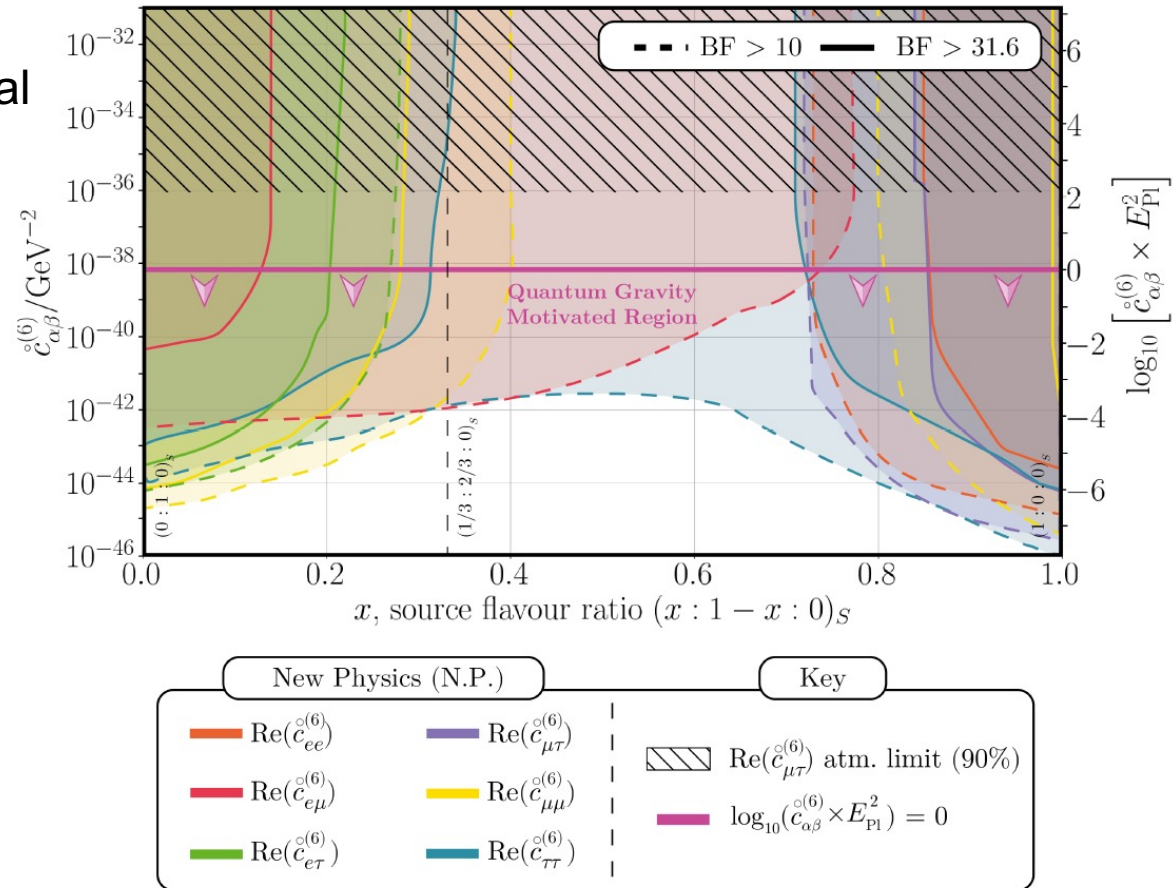 al
BF > 10 BF > 31.6
10⁻³²
10⁻³⁴
10⁻³⁶
10⁻³⁸
10⁻⁴⁰
10⁻⁴²
10⁻⁴⁴
10⁻⁴⁶
c̊⁽⁶⁾_αβ/GeV⁻²
6
4
2
0
−2
−4
−6
log₁₀ [c̊⁽⁶⁾_αβ × E²_Pl]
Quantum Gravity
Motivated Region
(0 : 1 : 0)_S
(1/3 : 2/3 : 0)_S
(1 : 0 : 0)_S
0.0 0.2 0.4 0.6 0.8 1.0
x, source flavour ratio (x : 1 − x : 0)_S
New Physics (N.P.)
Re(c̊⁽⁶⁾_ee) Re(c̊⁽⁶⁾_μτ)
Re(c̊⁽⁶⁾_eμ) Re(c̊⁽⁶⁾_μμ)
Re(c̊⁽⁶⁾_eτ) Re(c̊⁽⁶⁾_ττ)
Key
Re(c̊⁽⁶⁾_μτ) atm. limit (90%)
log₁₀(c̊⁽⁶⁾_αβ × E²_Pl) = 0